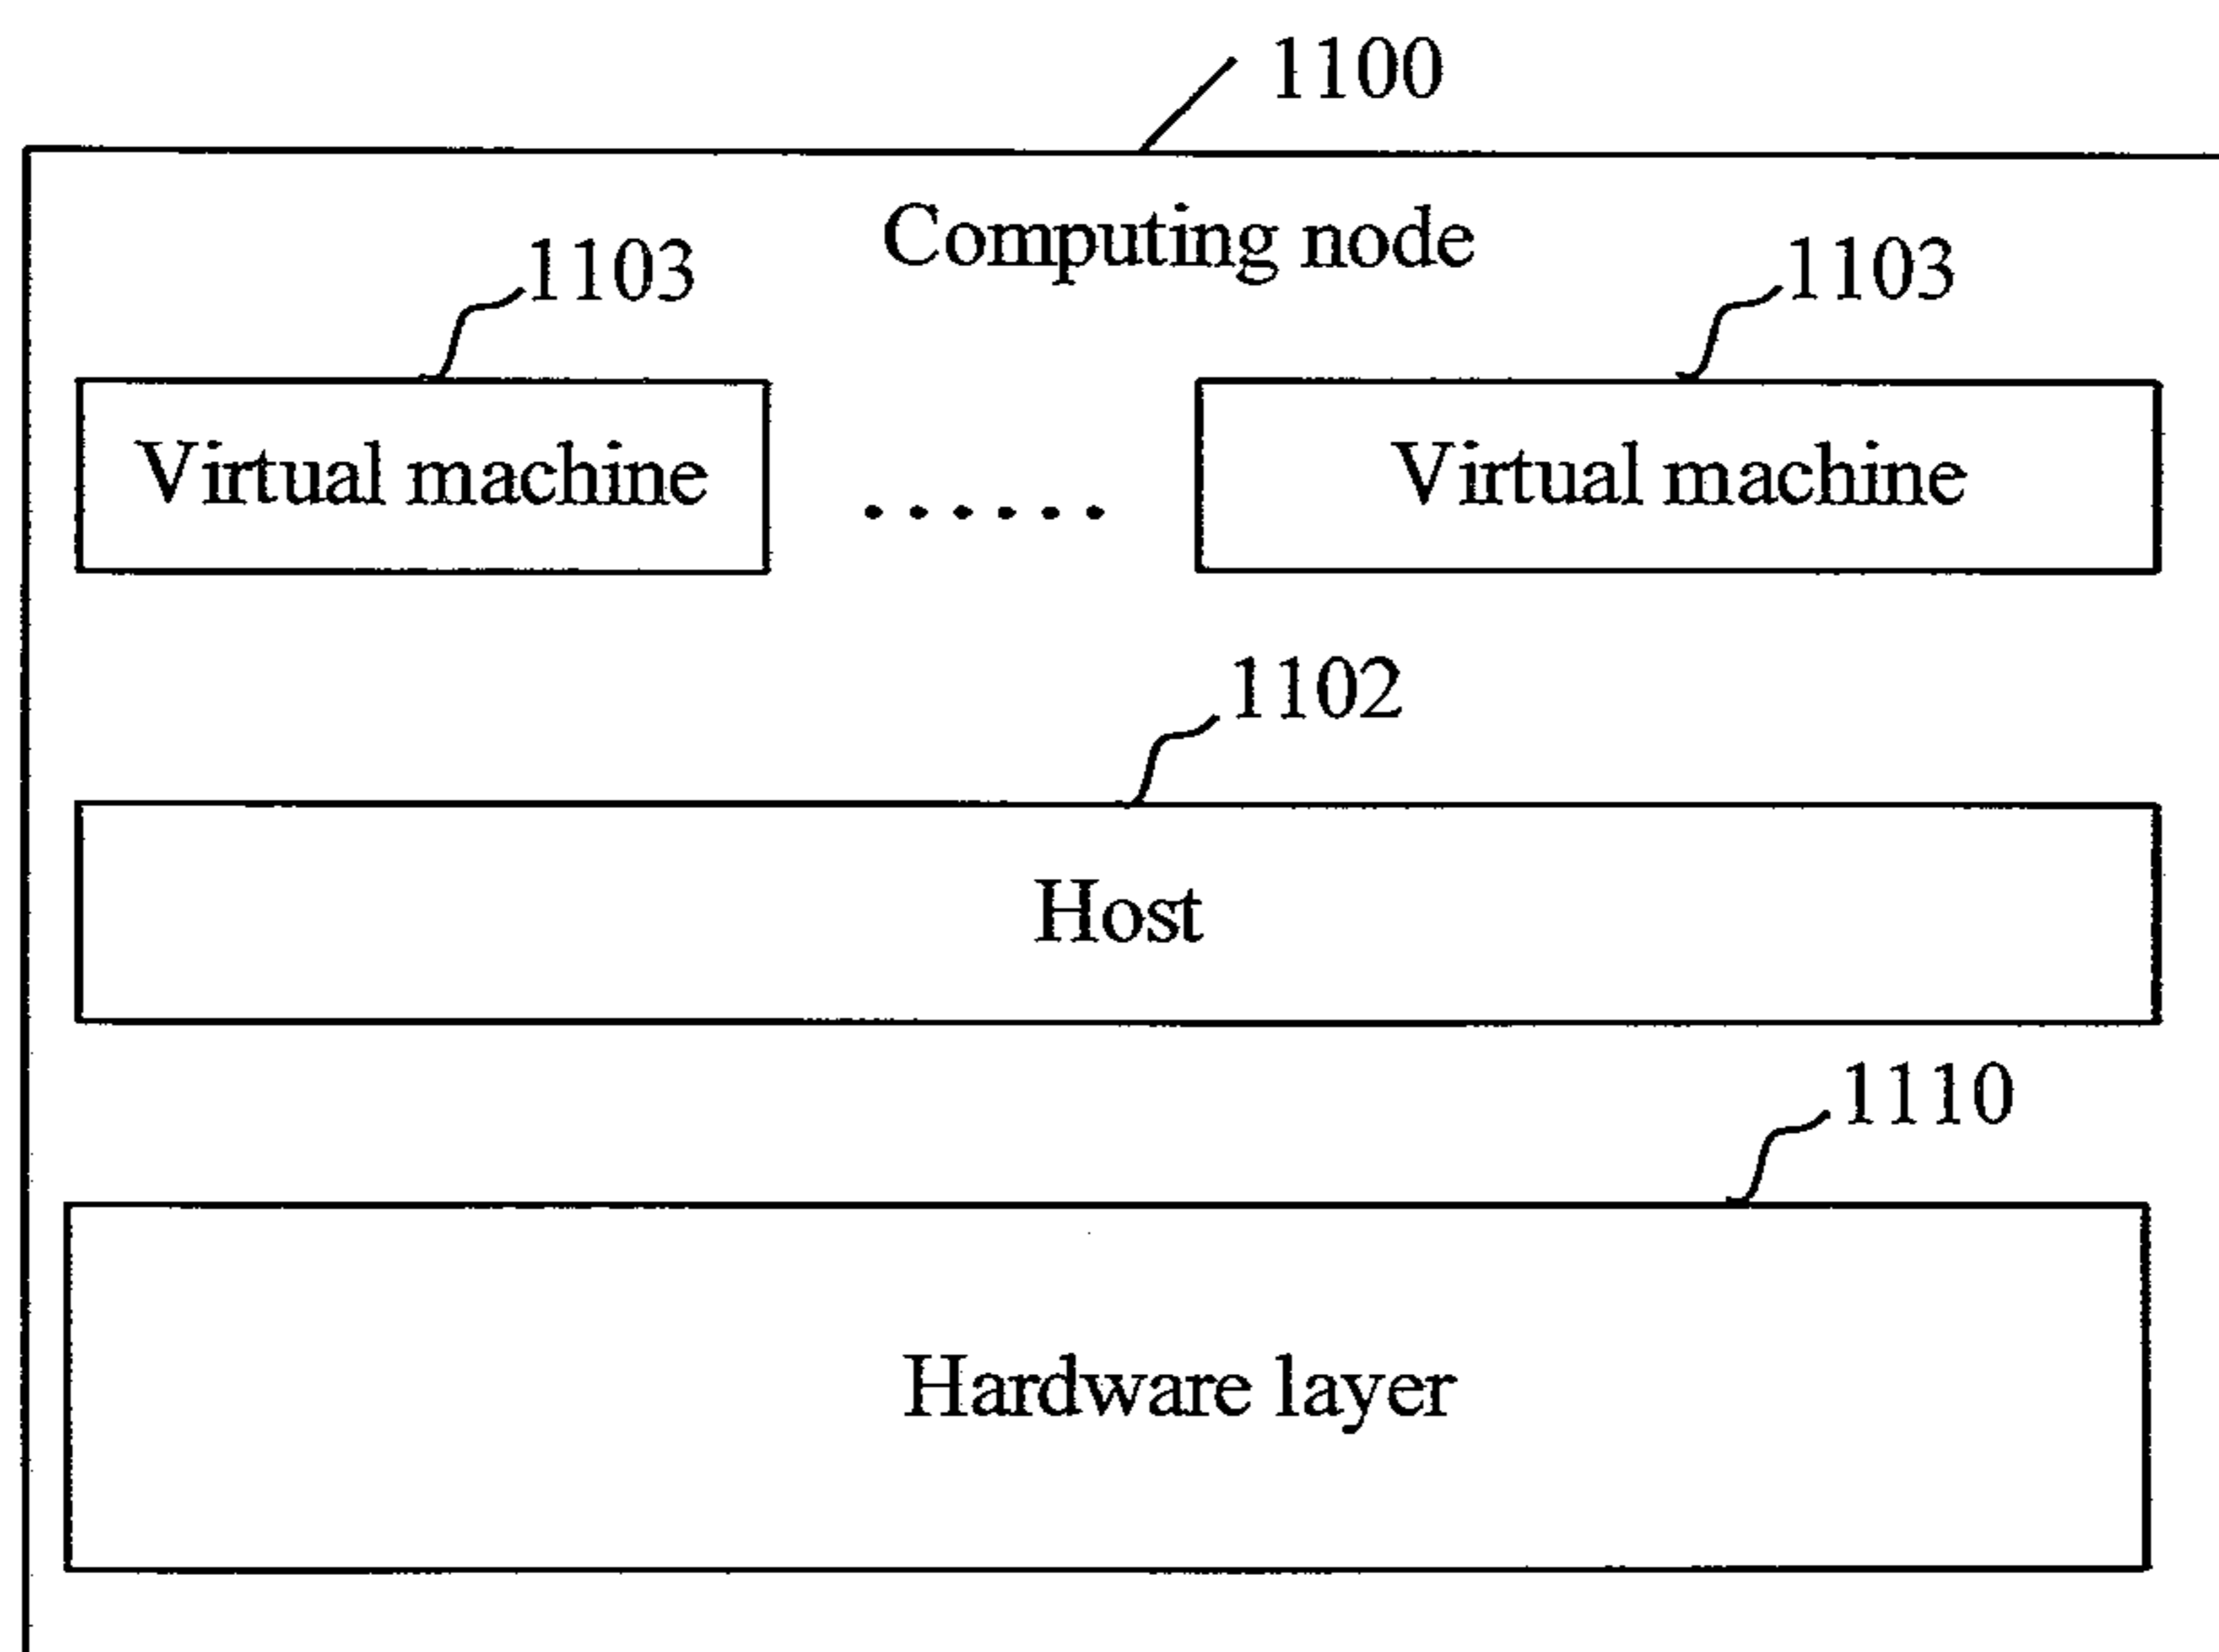 1100
Computing node
1103
1103
Virtual machine
......
Virtual machine
1102
Host
1110
Hardware layer